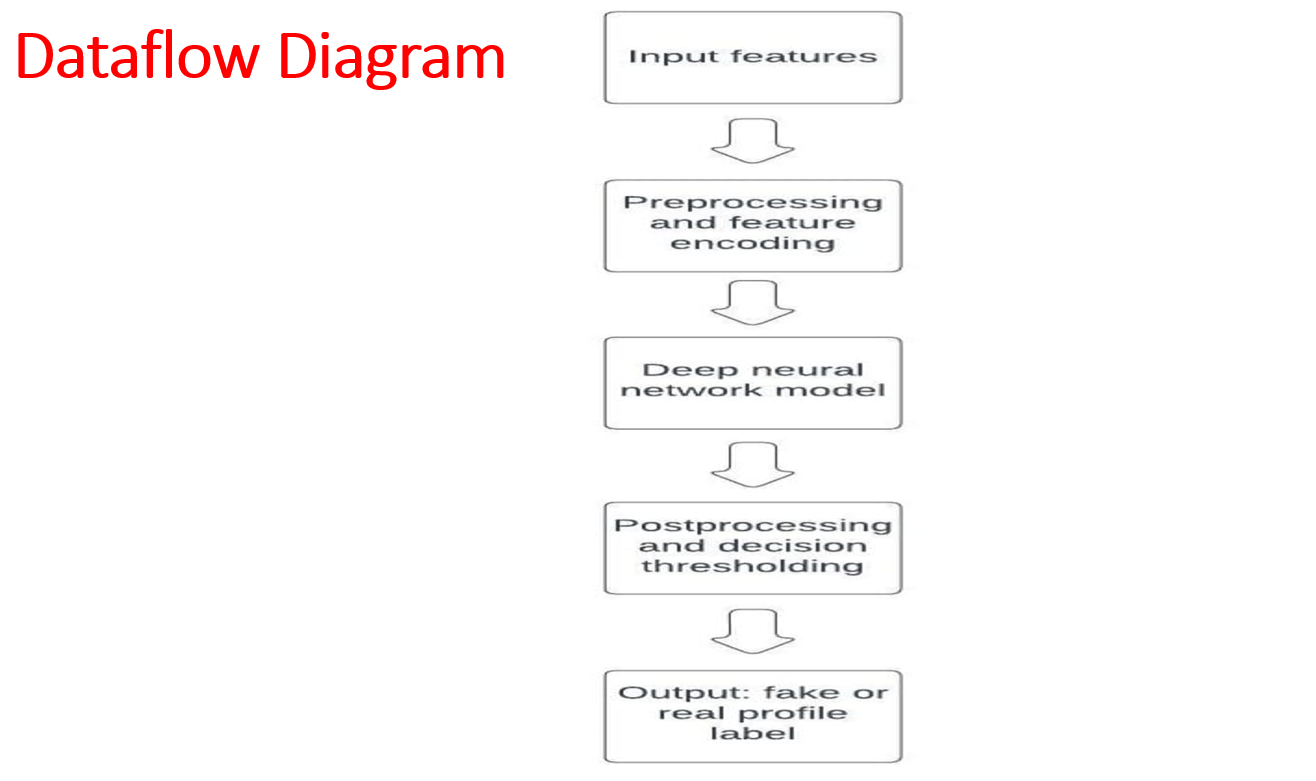 Dataflow Diagram
Input features
Preprocessing
and feature
encoding
Deep neural
network model
Postprocessing
and decision
thresholding
Output: fake or
real profile
label